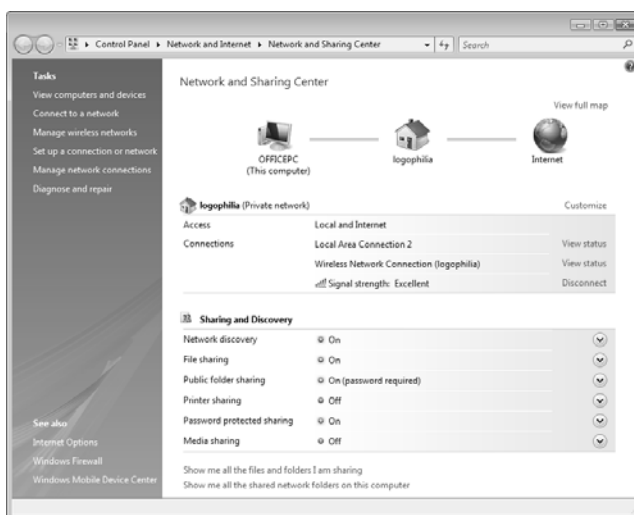 Control Panel ▸ Network and Internet ▸ Network and Sharing Center
Search
Tasks
View computers and devices
Connect to a network
Manage wireless networks
Set up a connection or network
Manage network connections
Diagnose and repair
See also
Internet Options
Windows Firewall
Windows Mobile Device Center
Network and Sharing Center
View full map
OFFICEPC
(This computer)
logophilia
Internet
logophilia (Private network) Customize
Access Local and Internet
Connections Local Area Connection 2 View status
Wireless Network Connection (logophilia) View status
Signal strength: Excellent Disconnect
Sharing and Discovery
Network discovery On
File sharing On
Public folder sharing On (password required)
Printer sharing Off
Password protected sharing On
Media sharing Off
Show me all the files and folders I am sharing
Show me all the shared network folders on this computer